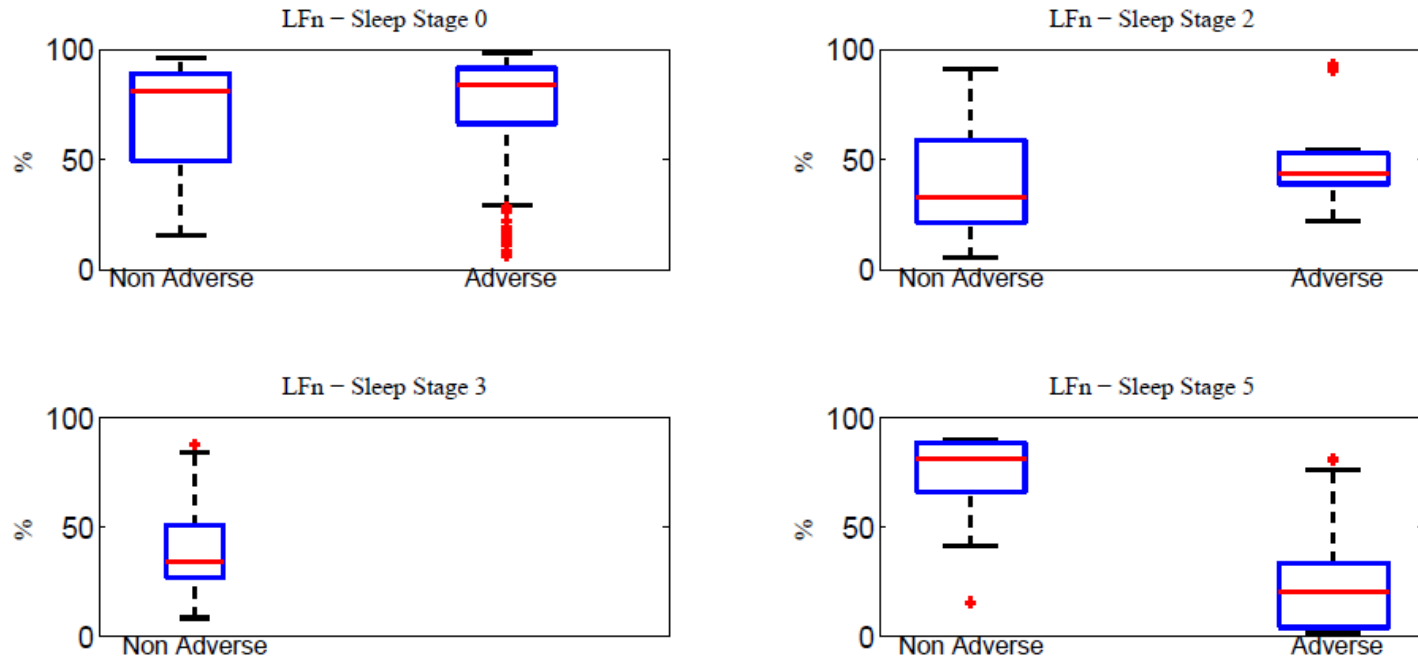 LFn − Sleep Stage 0
100
50
0
%
Non Adverse
Adverse
LFn − Sleep Stage 2
100
50
0
%
Non Adverse
Adverse
LFn − Sleep Stage 3
100
50
0
%
Non Adverse
LFn − Sleep Stage 5
100
50
0
%
Non Adverse
Adverse